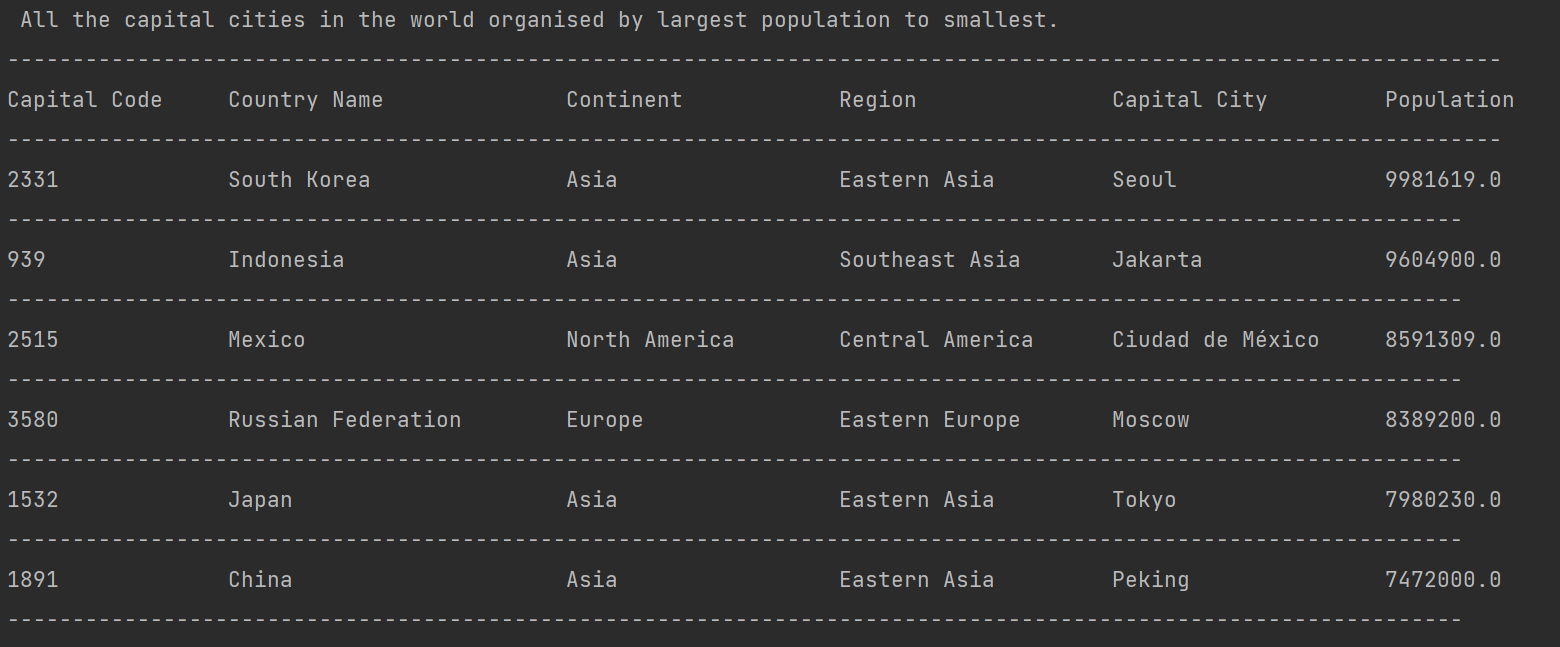 All the capital cities in the world organised by largest population to smallest.
-------------------------------------------------------------------------------------------------------------------
Capital Code Country Name Continent Region Capital City Population
-------------------------------------------------------------------------------------------------------------------
2331 South Korea Asia Eastern Asia Seoul 9981619.0
----------------------------------------------------------------------------------------------------------------
939 Indonesia Asia Southeast Asia Jakarta 9604900.0
----------------------------------------------------------------------------------------------------------------
2515 Mexico North America Central America Ciudad de México 8591309.0
----------------------------------------------------------------------------------------------------------------
3580 Russian Federation Europe Eastern Europe Moscow 8389200.0
----------------------------------------------------------------------------------------------------------------
1532 Japan Asia Eastern Asia Tokyo 7980230.0
----------------------------------------------------------------------------------------------------------------
1891 China Asia Eastern Asia Peking 7472000.0
----------------------------------------------------------------------------------------------------------------